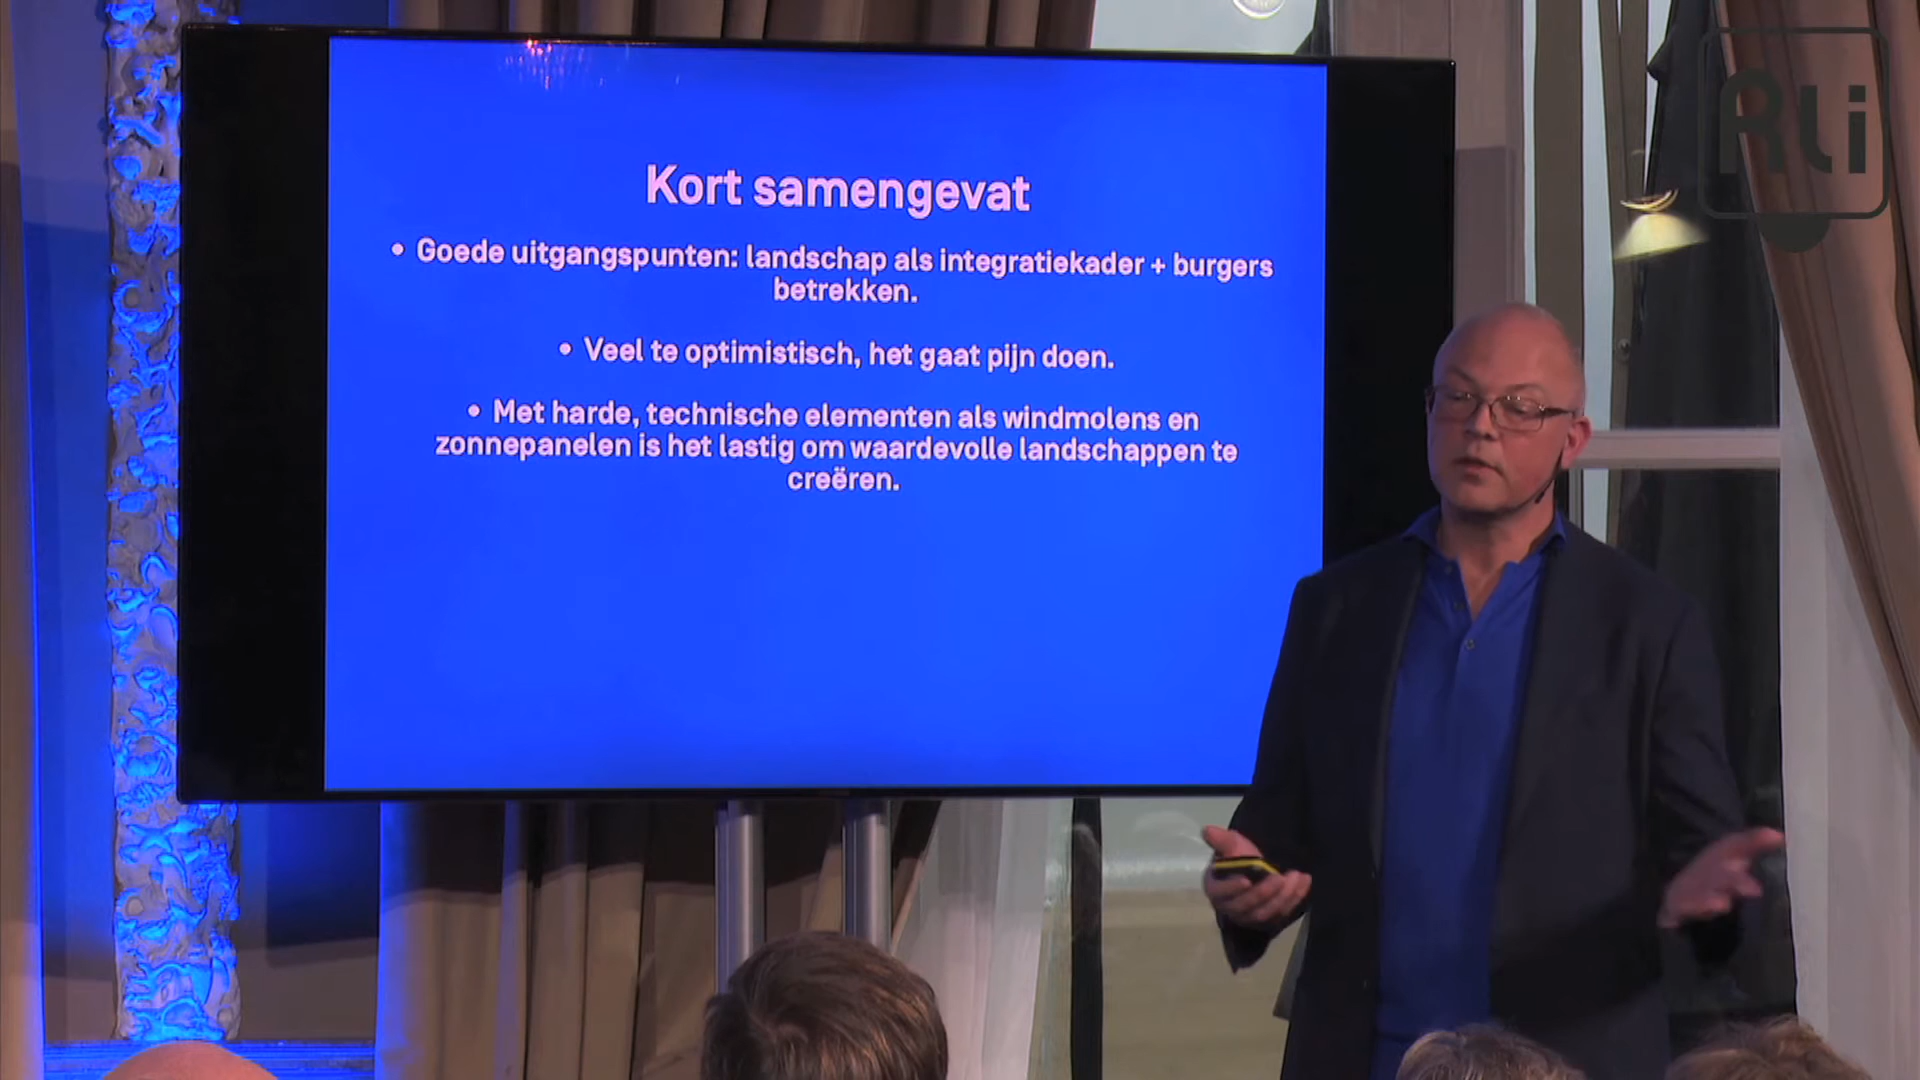 Rli
Kort samengevat
• Goede uitgangspunten: landschap als integratiekader + burgers
betrekken.
• Veel te optimistisch, het gaat pijn doen.
• Met harde, technische elementen als windmolens en
zonnepanelen is het lastig om waardevolle landschappen te
creëren.